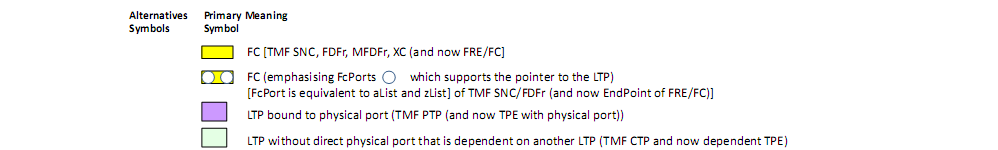 Alternatives Primary Meaning
Symbols Symbol
FC [TMF SNC, FDFr, MFDFr, XC (and now FRE/FC]
FC (emphasising FcPorts which supports the pointer to the LTP)
[FcPort is equivalent to aList and zList] of TMF SNC/FDFr (and now EndPoint of FRE/FC)]
LTP bound to physical port (TMF PTP (and now TPE with physical port))
LTP without direct physical port that is dependent on another LTP (TMF CTP and now dependent TPE)